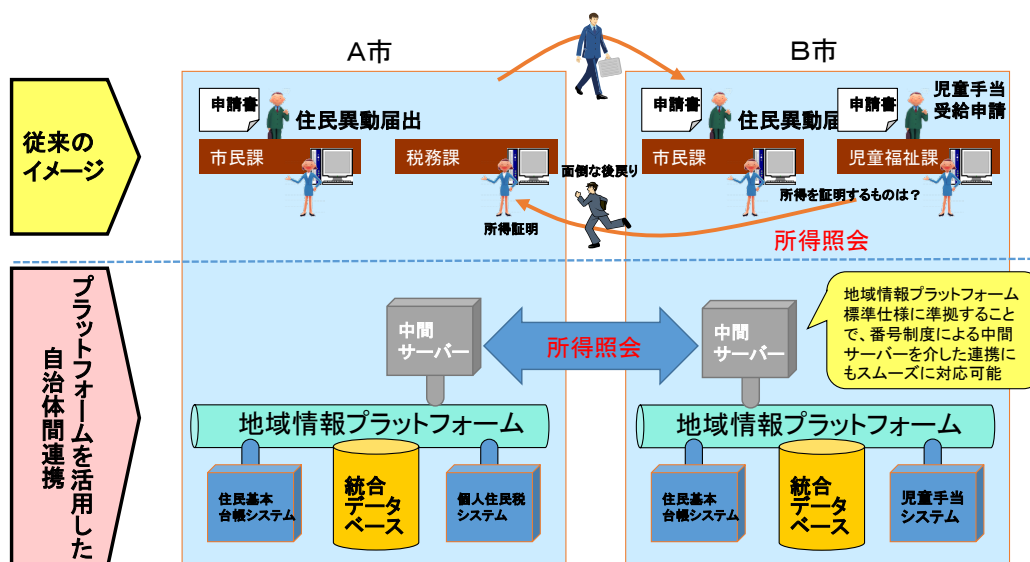 A市
B市
従来の
イメージ
申請書
住民異動届出
市民課
税務課
所得証明
面倒な後戻り
申請書
住民異動届
申請書
児童手当
受給申請
市民課
児童福祉課
所得を証明するものは？
所得照会
プラットフォームを活用した
自治体間連携
中間
サーバー
所得照会
中間
サーバー
地域情報プラットフォーム
標準仕様に準拠すること
で、番号制度による中間
サーバーを介した連携に
もスムーズに対応可能
地域情報プラットフォーム
地域情報プラットフォーム
住民基本
台帳システム
統合
データ
ベース
個人住民税
システム
住民基本
台帳システム
統合
データ
ベース
児童手当
システム